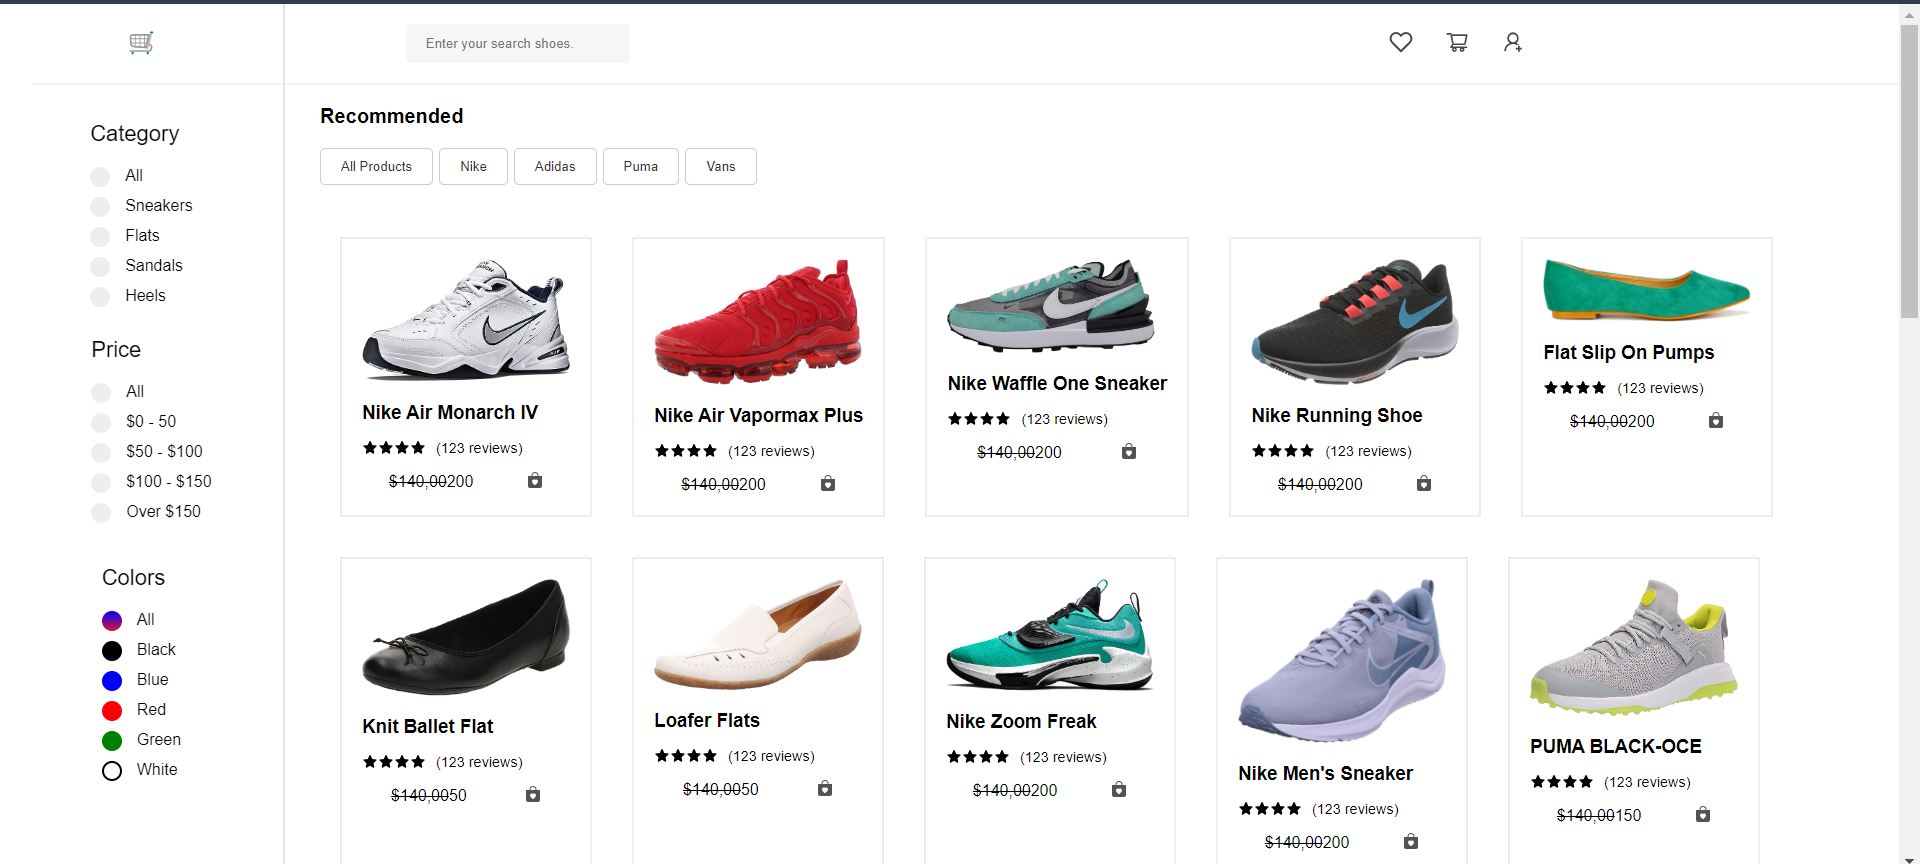 Enter your search shoes.
Category
All
Sneakers
Flats
Sandals
Heels
Price
All
$0 - 50
$50 - $100
$100 - $150
Over $150
Colors
All
Black
Blue
Red
Green
White
Recommended
All Products
Nike
Adidas
Puma
Vans
Nike Air Monarch IV
(123 reviews)
$140,00200
Nike Air Vapormax Plus
(123 reviews)
$140,00200
Nike Waffle One Sneaker
(123 reviews)
$140,00200
Nike Running Shoe
(123 reviews)
$140,00200
Flat Slip On Pumps
(123 reviews)
$140,00200
Knit Ballet Flat
(123 reviews)
$140,0050
Loafer Flats
(123 reviews)
$140,0050
Nike Zoom Freak
(123 reviews)
$140,00200
Nike Men's Sneaker
(123 reviews)
$140,00200
PUMA BLACK-OCE
(123 reviews)
$140,00150